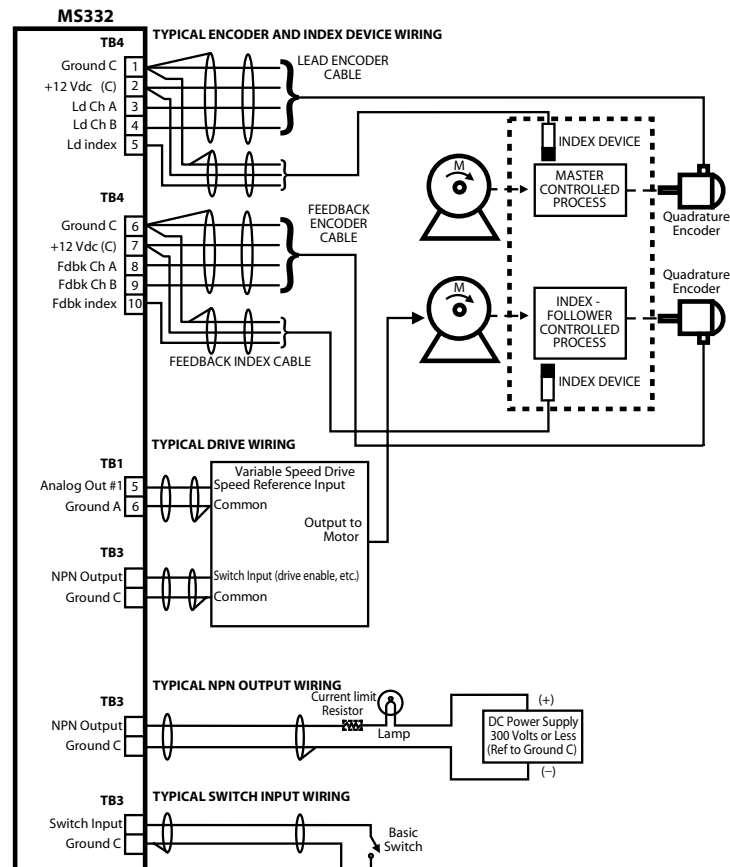 MS332
TYPICAL ENCODER AND INDEX DEVICE WIRING
TB4
Ground C 1
+12 Vdc (C) 2
Ld Ch A 3
Ld Ch B 4
Ld index 5
LEAD ENCODER
CABLE
INDEX DEVICE
M
MASTER
CONTROLLED
PROCESS
Quadrature
Encoder
TB4
Ground C 6
+12 Vdc (C) 7
Fdbk Ch A 8
Fdbk Ch B 9
Fdbk index 10
FEEDBACK
ENCODER
CABLE
FEEDBACK INDEX CABLE
M
INDEX -
FOLLOWER
CONTROLLED
PROCESS
Quadrature
Encoder
INDEX DEVICE
TYPICAL DRIVE WIRING
TB1
Analog Out #1 5
Ground A 6
Variable Speed Drive
Speed Reference Input
Common
Output to
Motor
TB3
NPN Output
Ground C
Switch Input (drive enable, etc.)
Common
TYPICAL NPN OUTPUT WIRING
TB3
NPN Output
Ground C
Current limit
Resistor
Lamp
(+)
DC Power Supply
300 Volts or Less
(Ref to Ground C)
(–)
TB3
TYPICAL SWITCH INPUT WIRING
Switch Input
Ground C
Basic
Switch